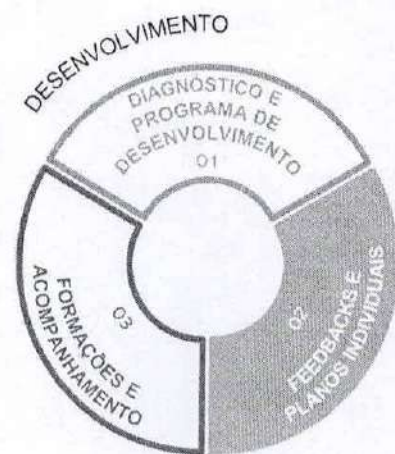 DESENVOLVIMENTO
DIAGNÓSTICO E
PROGRAMA DE
DESENVOLVIMENTO
01
02
FEEDBACKS E
PLANOS INDIVIDUAIS
03
FORMAÇÕES E
ACOMPANHAMENTO